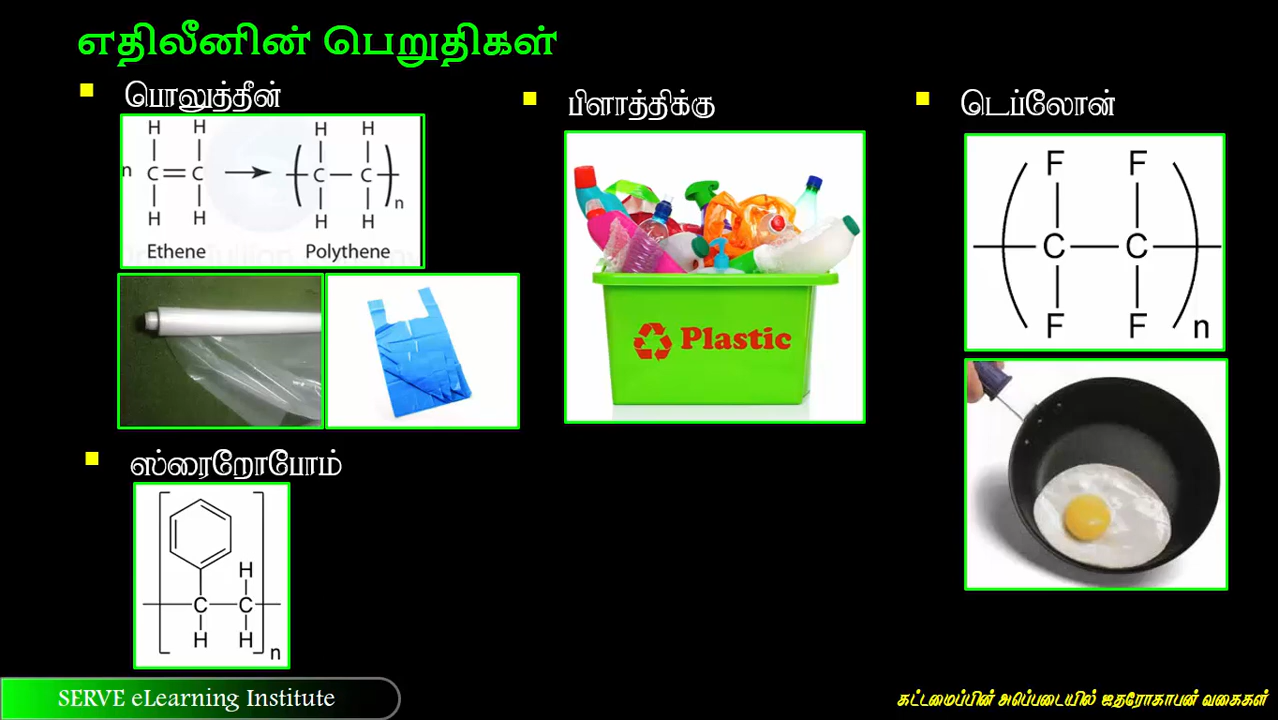 எதிலீனின் பெறுதிகள்
பொலுத்தீன்
H H H H
n C = C → ( C — C ) n
H H H H
Ethene Polythene
ஸ்ரைறோபோம்
H
C C
H H n
பிளாத்திக்கு
Plastic
டெப்லோன்
F F
C C
F F n
SERVE eLearning Institute
கட்டமைப்பின் அடிப்படையில் ஐதரோகாபன் வகைகள்